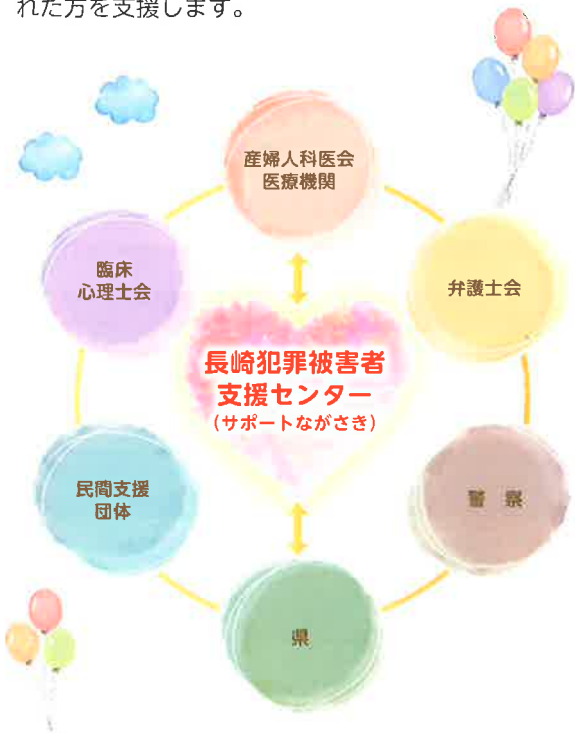 れた方を支援します。
産婦人科医会
医療機関
臨床
心理士会
弁護士会
長崎犯罪被害者
支援センター
(サポートながさき)
民間支援
団体
警　察
県